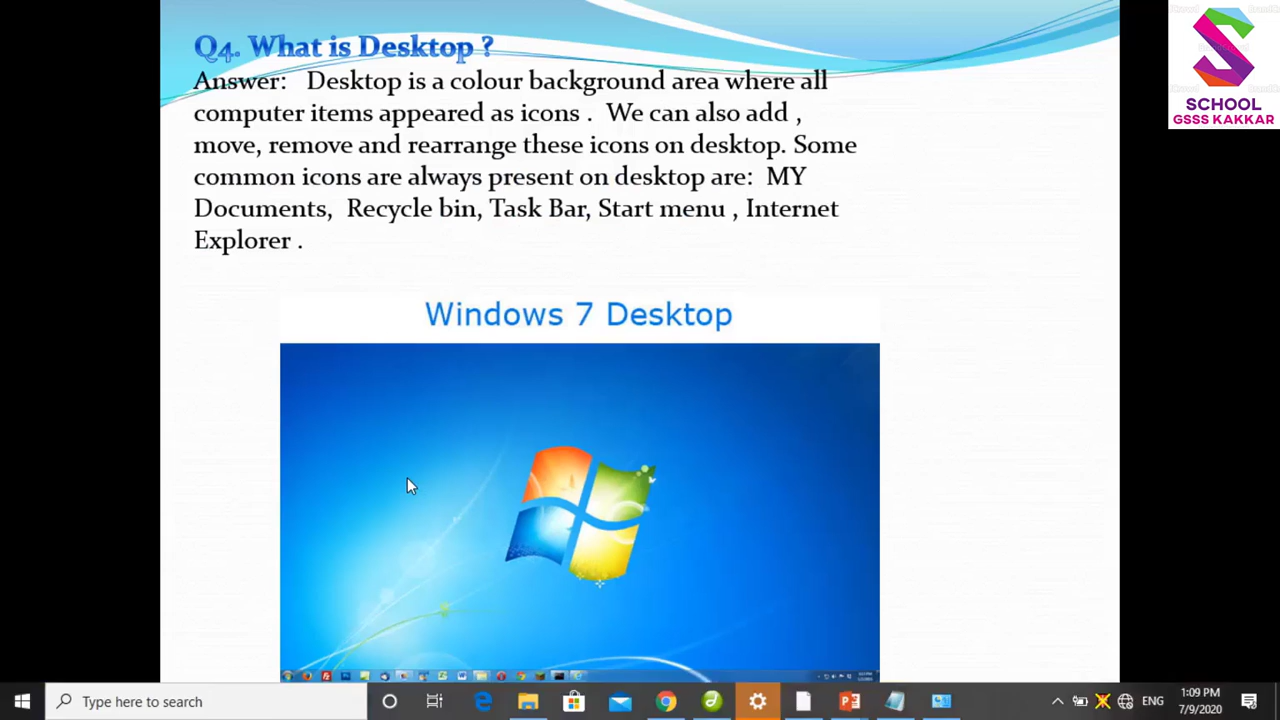 Q4. What is Desktop ?
Answer: Desktop is a colour background area where all
computer items appeared as icons . We can also add ,
move, remove and rearrange these icons on desktop. Some
common icons are always present on desktop are: MY
Documents, Recycle bin, Task Bar, Start menu , Internet
Explorer .
Windows 7 Desktop
SCHOOL
GSSS KAKKAR
Type here to search
ENG
1:09 PM
7/9/2020